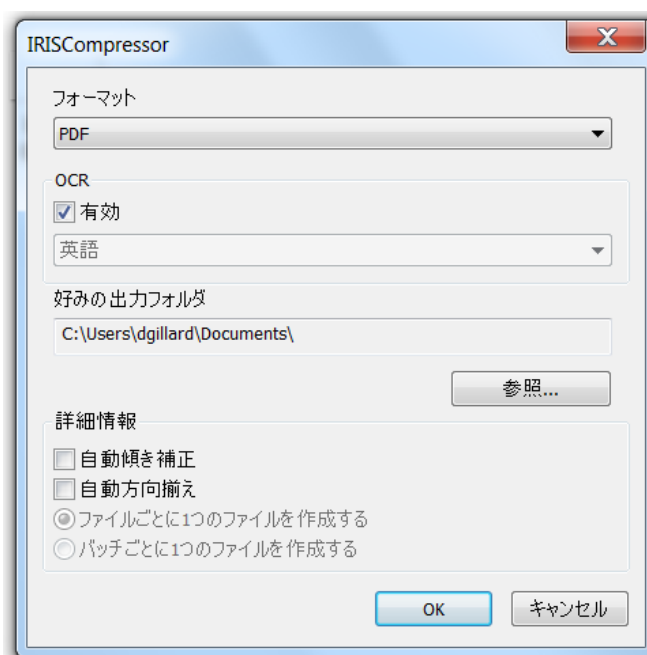 IRISCompressor
フォーマット
PDF
OCR
有効
英語
好みの出力フォルダ
C:\Users\dgillard\Documents\
参照...
詳細情報
自動傾き補正
自動方向揃え
ファイルごとに1つのファイルを作成する
バッチごとに1つのファイルを作成する
OK
キャンセル